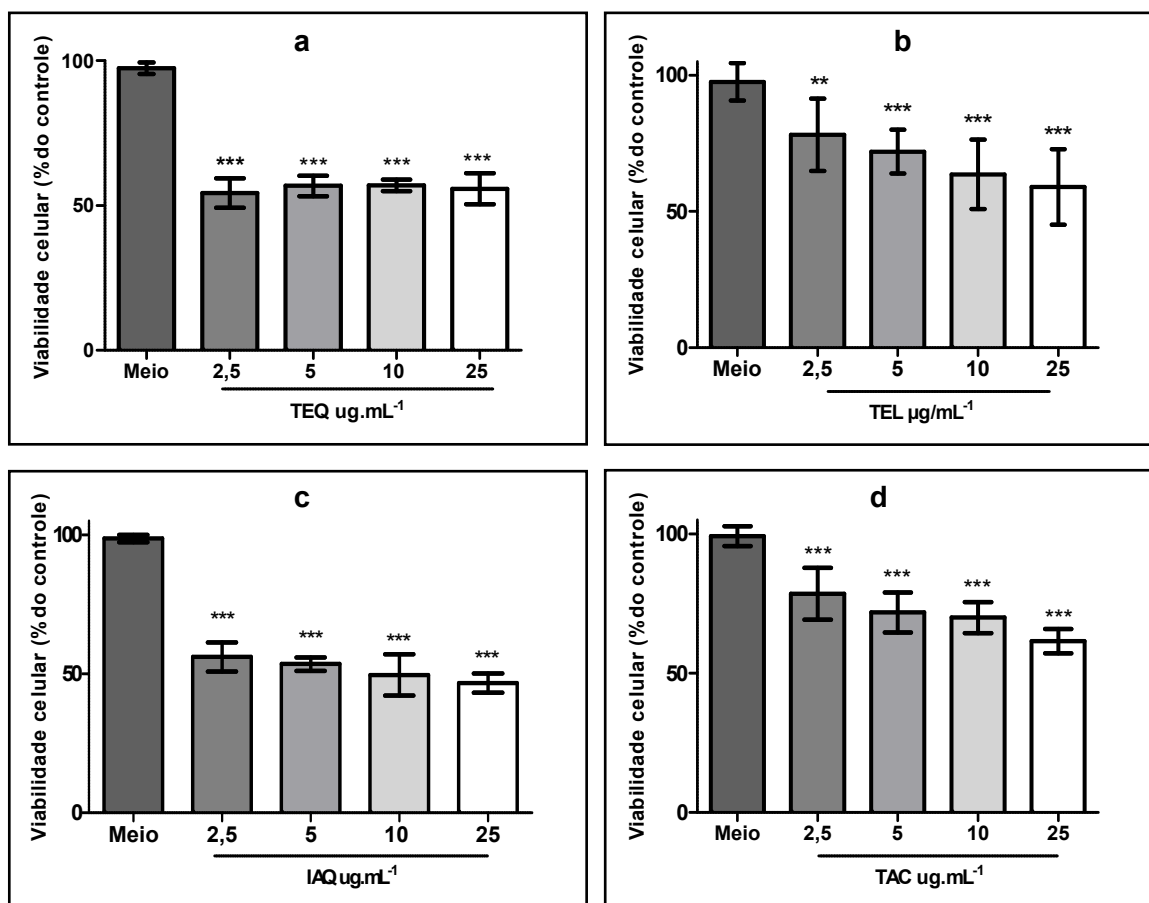 a
Viabilidade celular (%do controle)
100
50
0
*** *** *** ***
Meio 2,5 5 10 25
TEQ ug.mL⁻¹
b
Viabilidade celular (%do controle)
100
50
0
** *** *** ***
Meio 2,5 5 10 25
TEL µg/mL⁻¹
c
Viabilidade celular (%do controle)
100
50
0
*** *** *** ***
Meio 2,5 5 10 25
IAQug.mL⁻¹
d
Viabilidade celular (%do controle)
100
50
0
*** *** *** ***
Meio 2,5 5 10 25
TAC ug.mL⁻¹